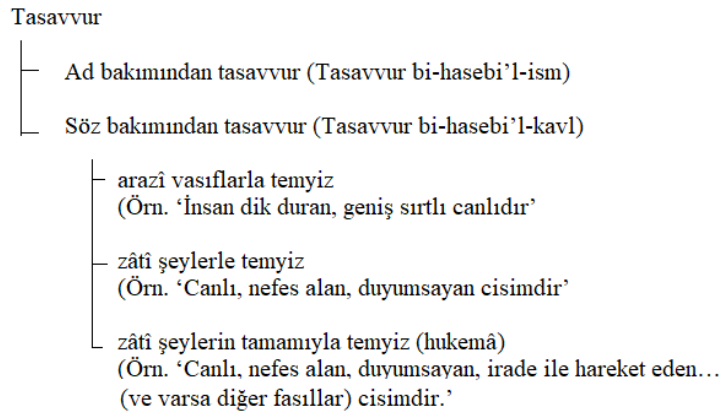 Tasavvur
Ad bakımından tasavvur (Tasavvur bi-hasebi’l-ism)
Söz bakımından tasavvur (Tasavvur bi-hasebi’l-kavl)
arazî vasıflarla temyiz
(Örn. ‘İnsan dik duran, geniş sırtlı canlıdır’
zâtî şeylerle temyiz
(Örn. ‘Canlı, nefes alan, duyumsayan cisimdir’
zâtî şeylerin tamamıyla temyiz (hukemâ)
(Örn. ‘Canlı, nefes alan, duyumsayan, irade ile hareket eden…
(ve varsa diğer fasıllar) cisimdir.’